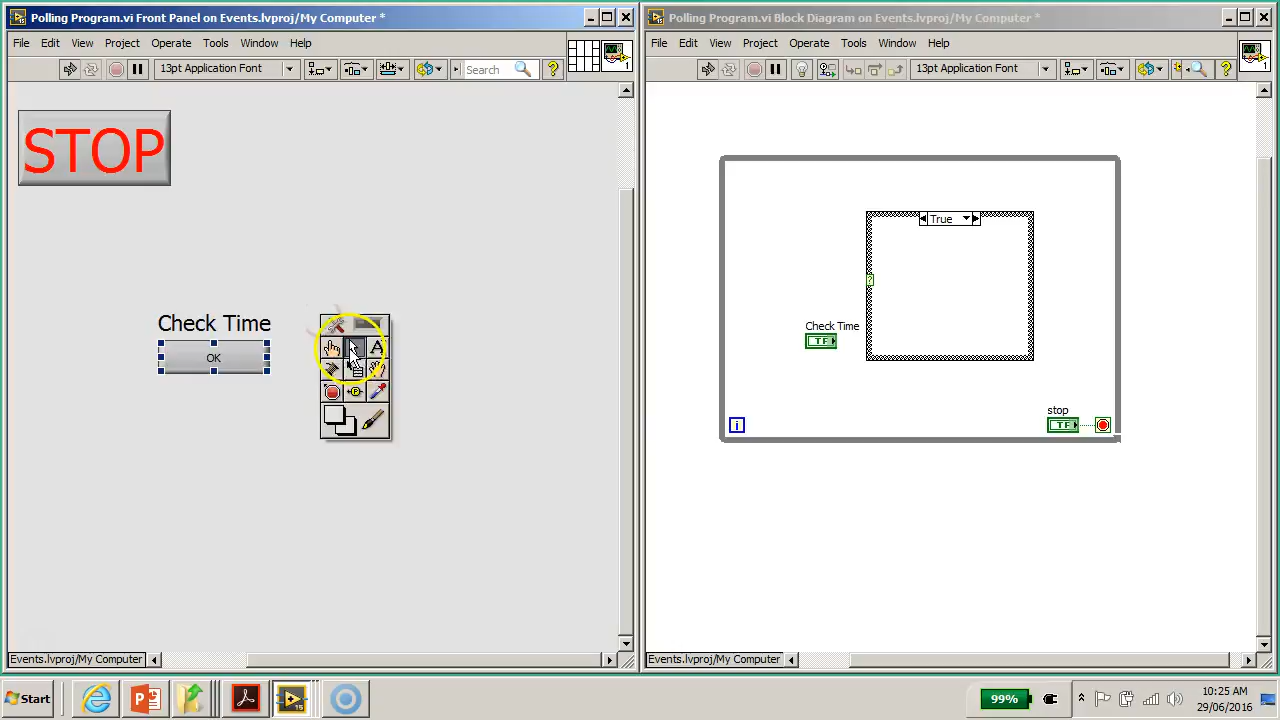 Polling Program.vi Front Panel on Events.lvproj/My Computer *
File Edit View Project Operate Tools Window Help
13pt Application Font
Search
?
1
STOP
Check Time
OK
A
P
Events.lvproj/My Computer
Polling Program.vi Block Diagram on Events.lvproj/My Computer *
File Edit View Project Operate Tools Window Help
13pt Application Font
?
1
True
?
Check Time
TF
stop
TF
i
Events.lvproj/My Computer
Start
15
99%
10:25 AM
29/06/2016